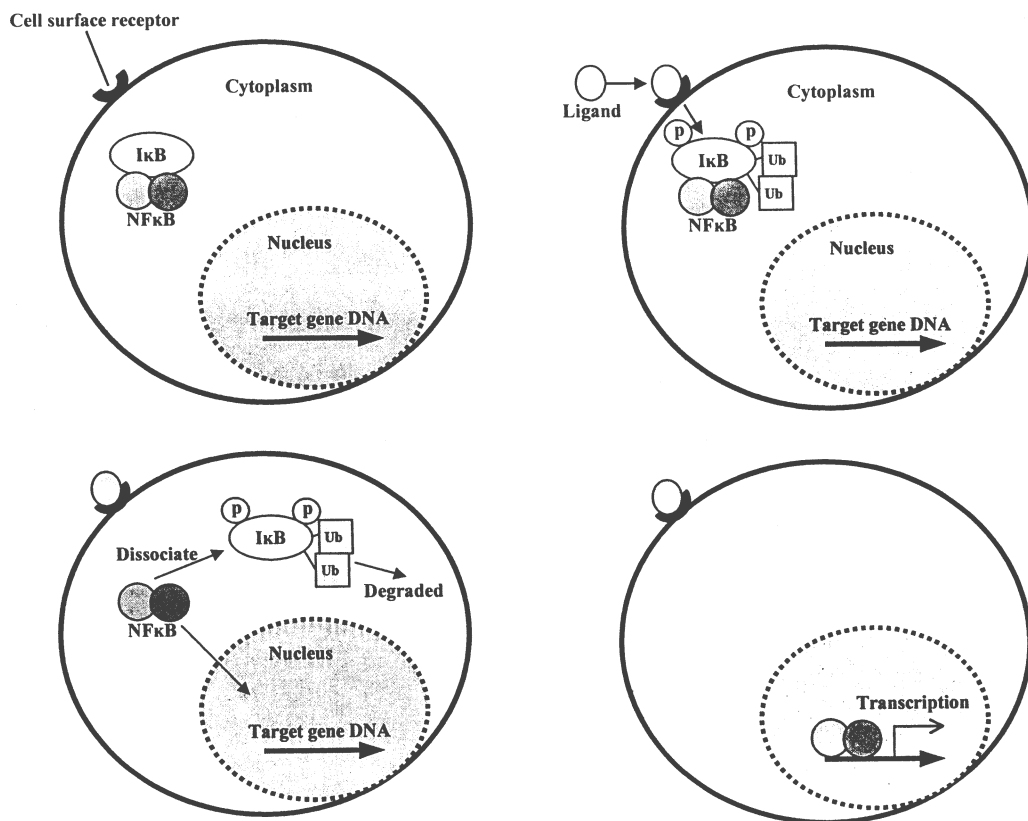 Cell surface receptor
Cytoplasm
IκB
NFκB
Nucleus
Target gene DNA
Ligand
Cytoplasm
p
p
IκB
Ub
Ub
NFκB
Nucleus
Target gene DNA
p
p
IκB
Ub
Ub
Dissociate
Degraded
NFκB
Nucleus
Target gene DNA
Transcription